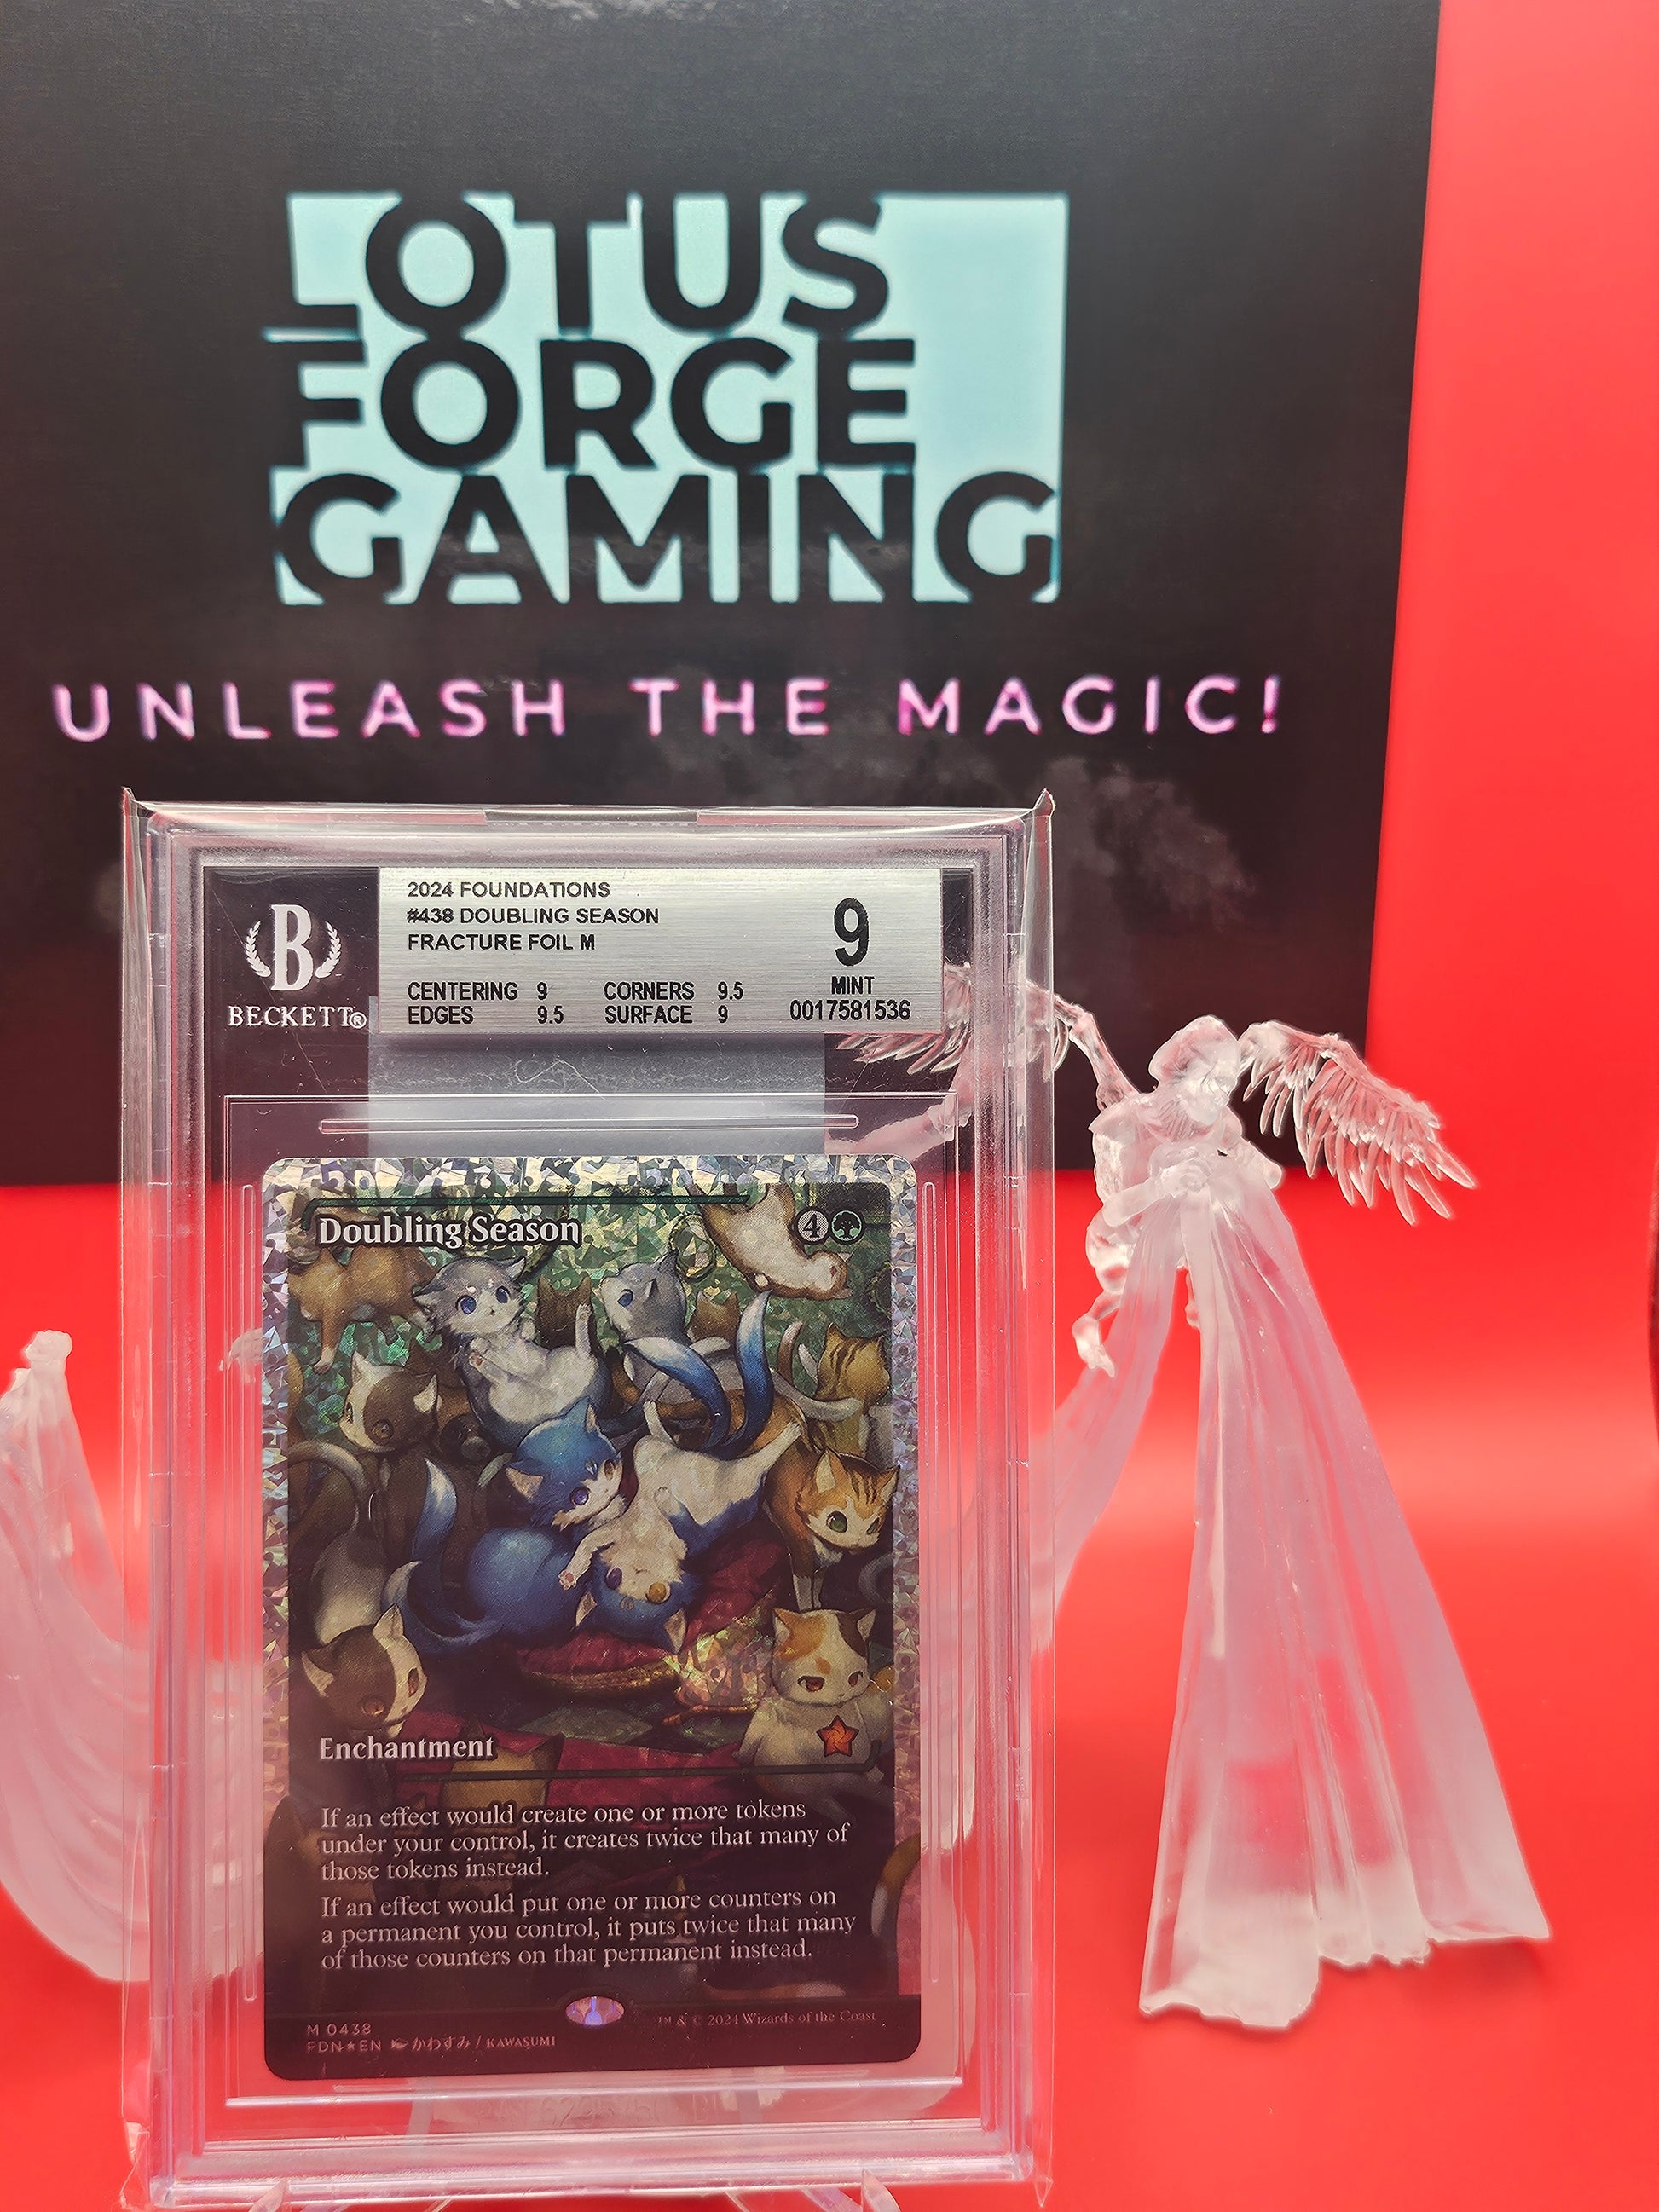 LOTUS
FORGE
GAMING
UNLEASH THE MAGIC!
B
BECKETT®
2024 FOUNDATIONS
#438 DOUBLING SEASON
FRACTURE FOIL M
CENTERING 9 CORNERS 9.5
EDGES 9.5 SURFACE 9
9
MINT
0017581536
Doubling Season 4
Enchantment
If an effect would create one or more tokens
under your control, it creates twice that many of
those tokens instead.
If an effect would put one or more counters on
a permanent you control, it puts twice that many
of those counters on that permanent instead.
M 0438
FDN★EN かわすみ / KAWASUMI
™ & © 2024 Wizards of the Coast